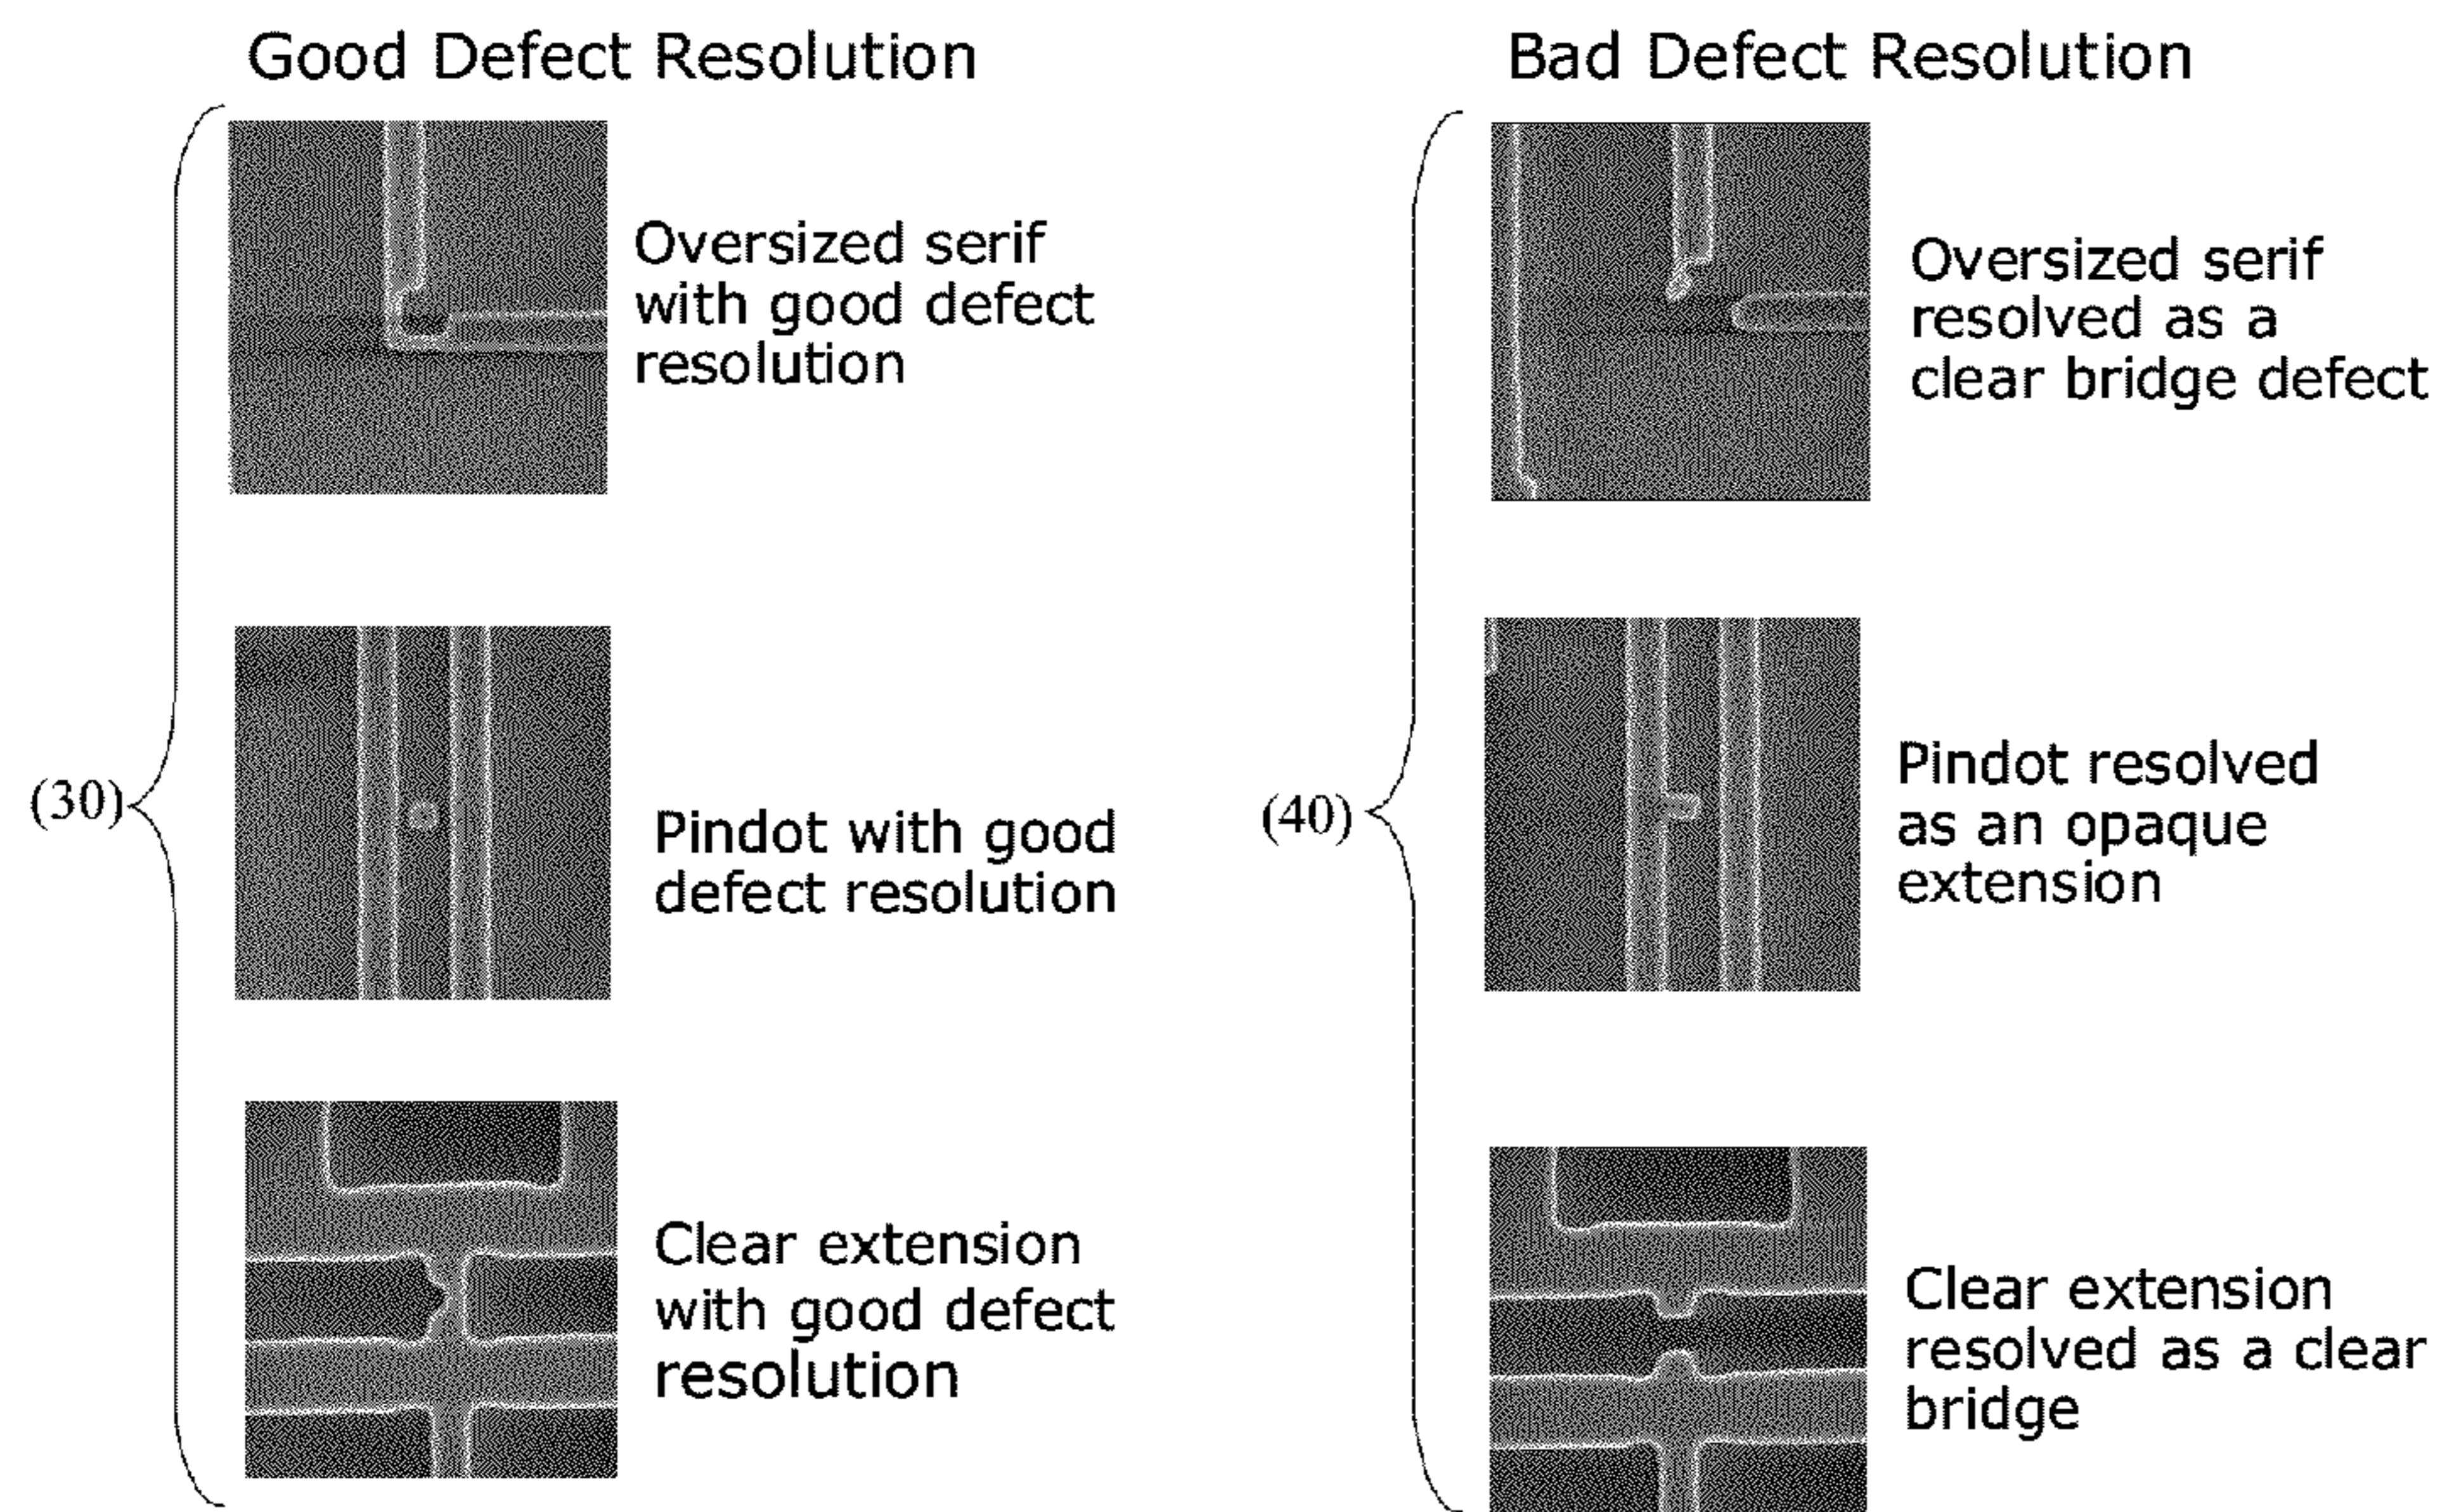 Good Defect Resolution
Bad Defect Resolution
(30)
Oversized serif
with good defect
resolution
Pindot with good
defect resolution
Clear extension
with good defect
resolution
(40)
Oversized serif
resolved as a
clear bridge defect
Pindot resolved
as an opaque
extension
Clear extension
resolved as a clear
bridge